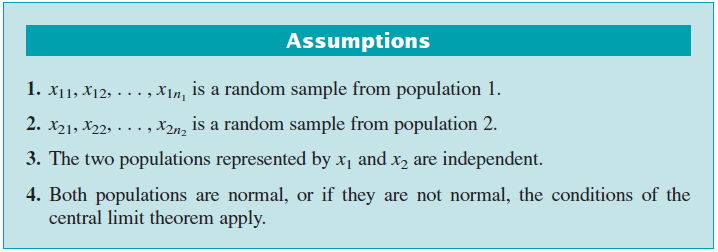 Assumptions
1. x11, x12, . . . , x1n1 is a random sample from population 1.
2. x21, x22, . . . , x2n2 is a random sample from population 2.
3. The two populations represented by x1 and x2 are independent.
4. Both populations are normal, or if they are not normal, the conditions of the
central limit theorem apply.